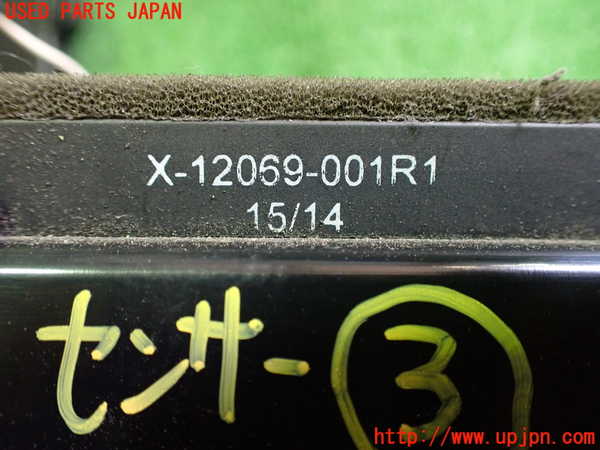 USED PARTS JAPAN
X-12069-001R1
15/14
センサー ③
http://www.upjpn.com